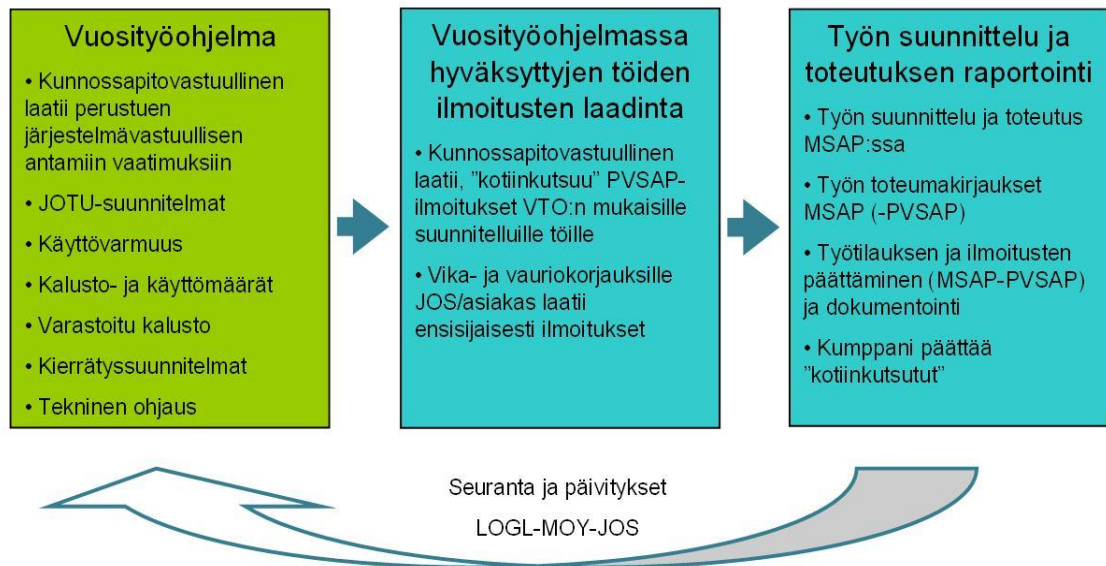 Vuosityöohjelma
• Kunnossapitovastuullinen
laatii perustuen
järjestelmävastuullisen
antamiin vaatimuksiin
• JOTU-suunnitelmat
• Käyttövarmuus
• Kalusto- ja käyttömäärät
• Varastoitu kalusto
• Kierrätyssuunnitelmat
• Tekninen ohjaus
Vuosityöohjelmassa
hyväksyttyjen töiden
ilmoitusten laadinta
• Kunnossapitovastuullinen
laatii, ”kotiinkutsuu” PVSAP-
ilmoitukset VTO:n mukaisille
suunnitelluille töille
• Vika- ja vauriokorjauksille
JOS/asiakas laatii
ensisijaisesti ilmoitukset
Työn suunnittelu ja
toteutuksen raportointi
• Työn suunnittelu ja toteutus
MSAP:ssa
• Työn toteumakirjaukset
MSAP (-PVSAP)
• Työtilauksen ja ilmoitusten
päättäminen (MSAP-PVSAP)
ja dokumentointi
• Kumppani päättää
”kotiinkutsutut”
Seuranta ja päivitykset
LOGL-MOY-JOS